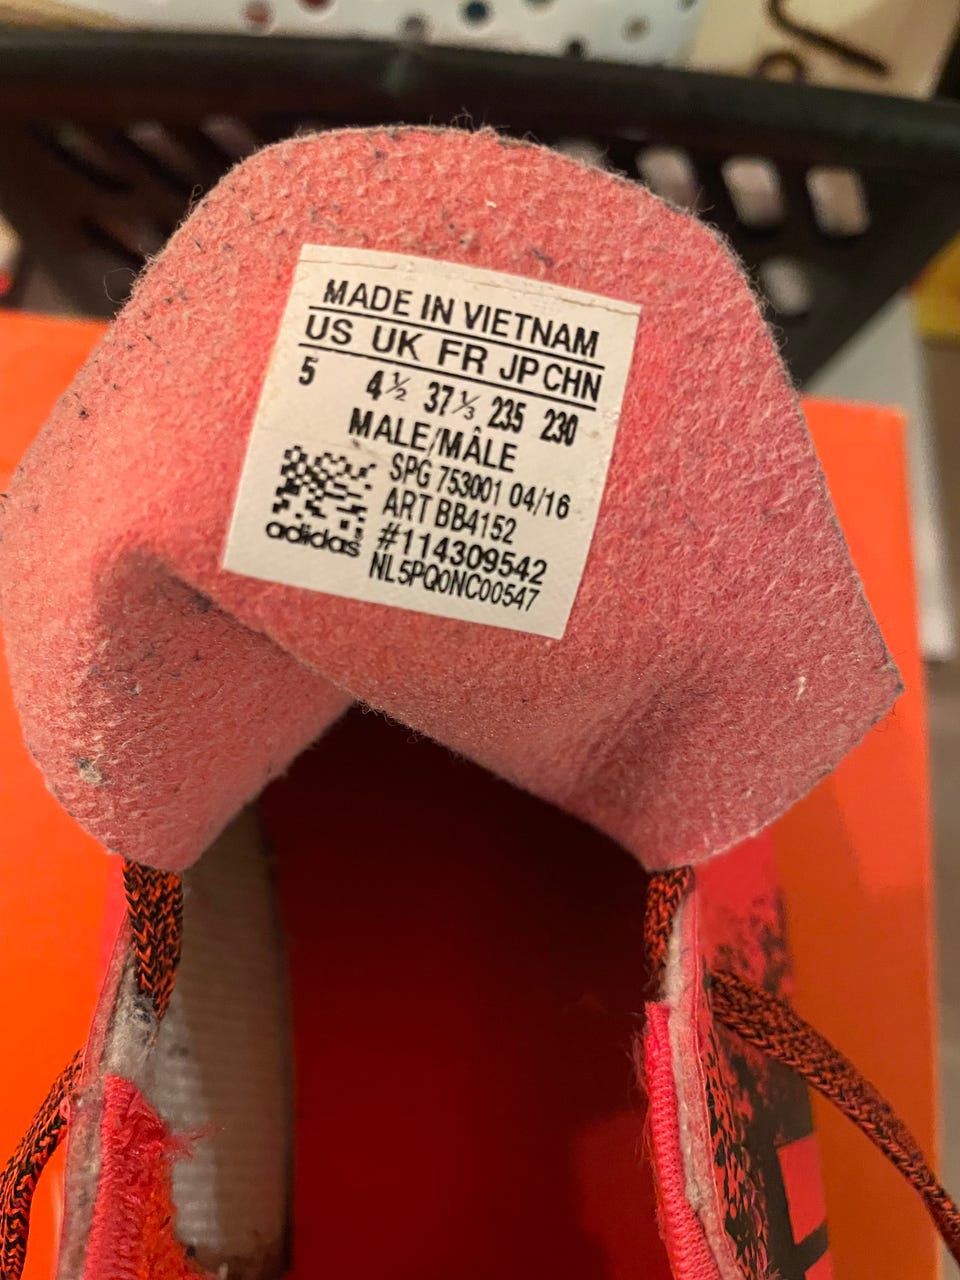 MADE IN VIETNAM
US UK FR JP CHN
5 4½ 37⅓ 235 230
MALE/MÂLE
SPG 753001 04/16
ART BB4152
#114309542
NL5PQ0NC00547
adidas